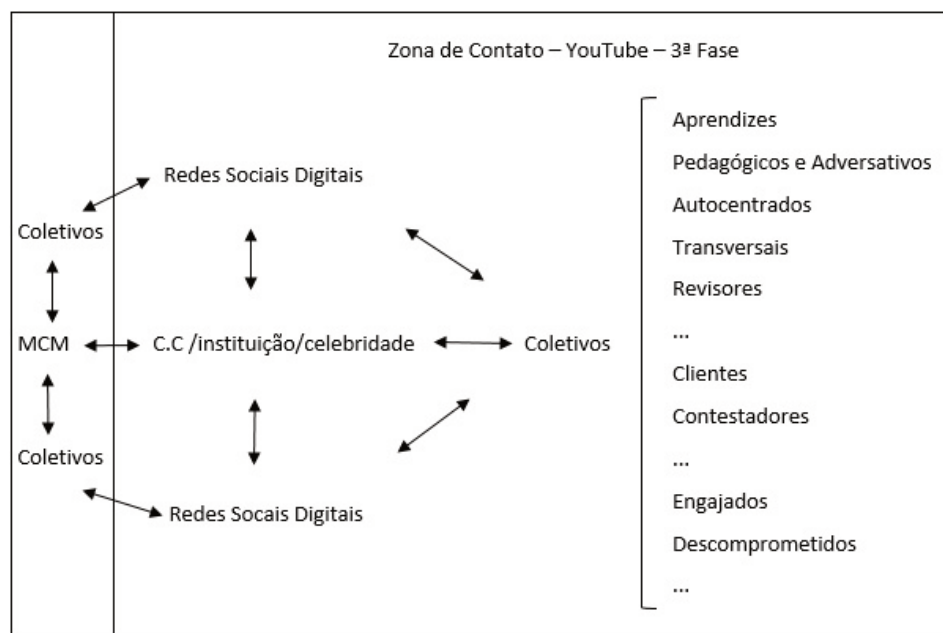 Zona de Contato – YouTube – 3ª Fase
Redes Sociais Digitais
Coletivos
MCM
C.C /instituição/celebridade
Coletivos
Coletivos
Redes Socais Digitais
Aprendizes
Pedagógicos e Adversativos
Autocentrados
Transversais
Revisores
...
Clientes
Contestadores
...
Engajados
Descomprometidos
...